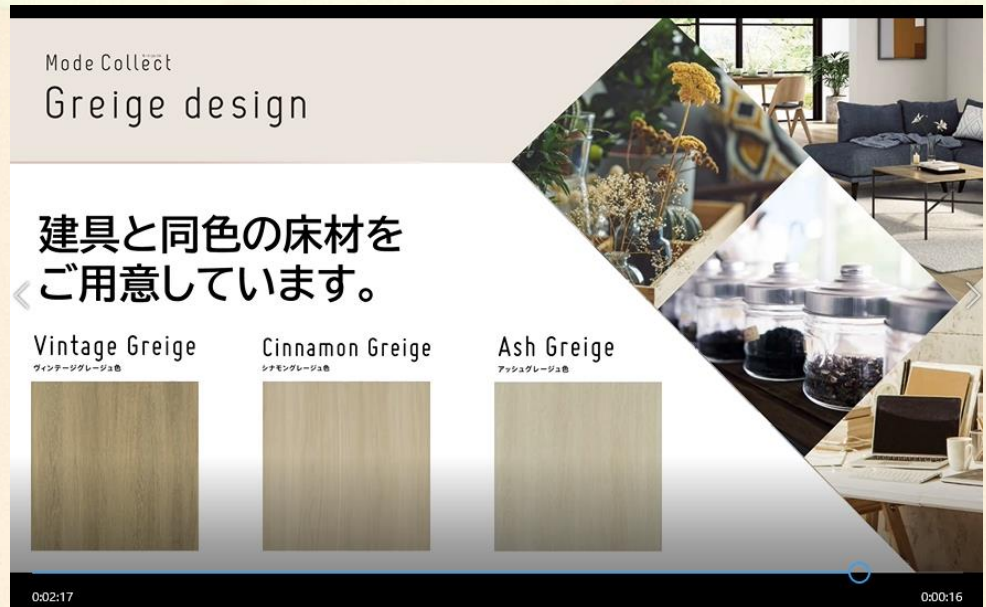 Mode Collect
Greige design
建具と同色の床材を
ご用意しています。
Vintage Greige
ヴィンテージグレージュ色
Cinnamon Greige
シナモングレージュ色
Ash Greige
アッシュグレージュ色
0:02:17
0:00:16